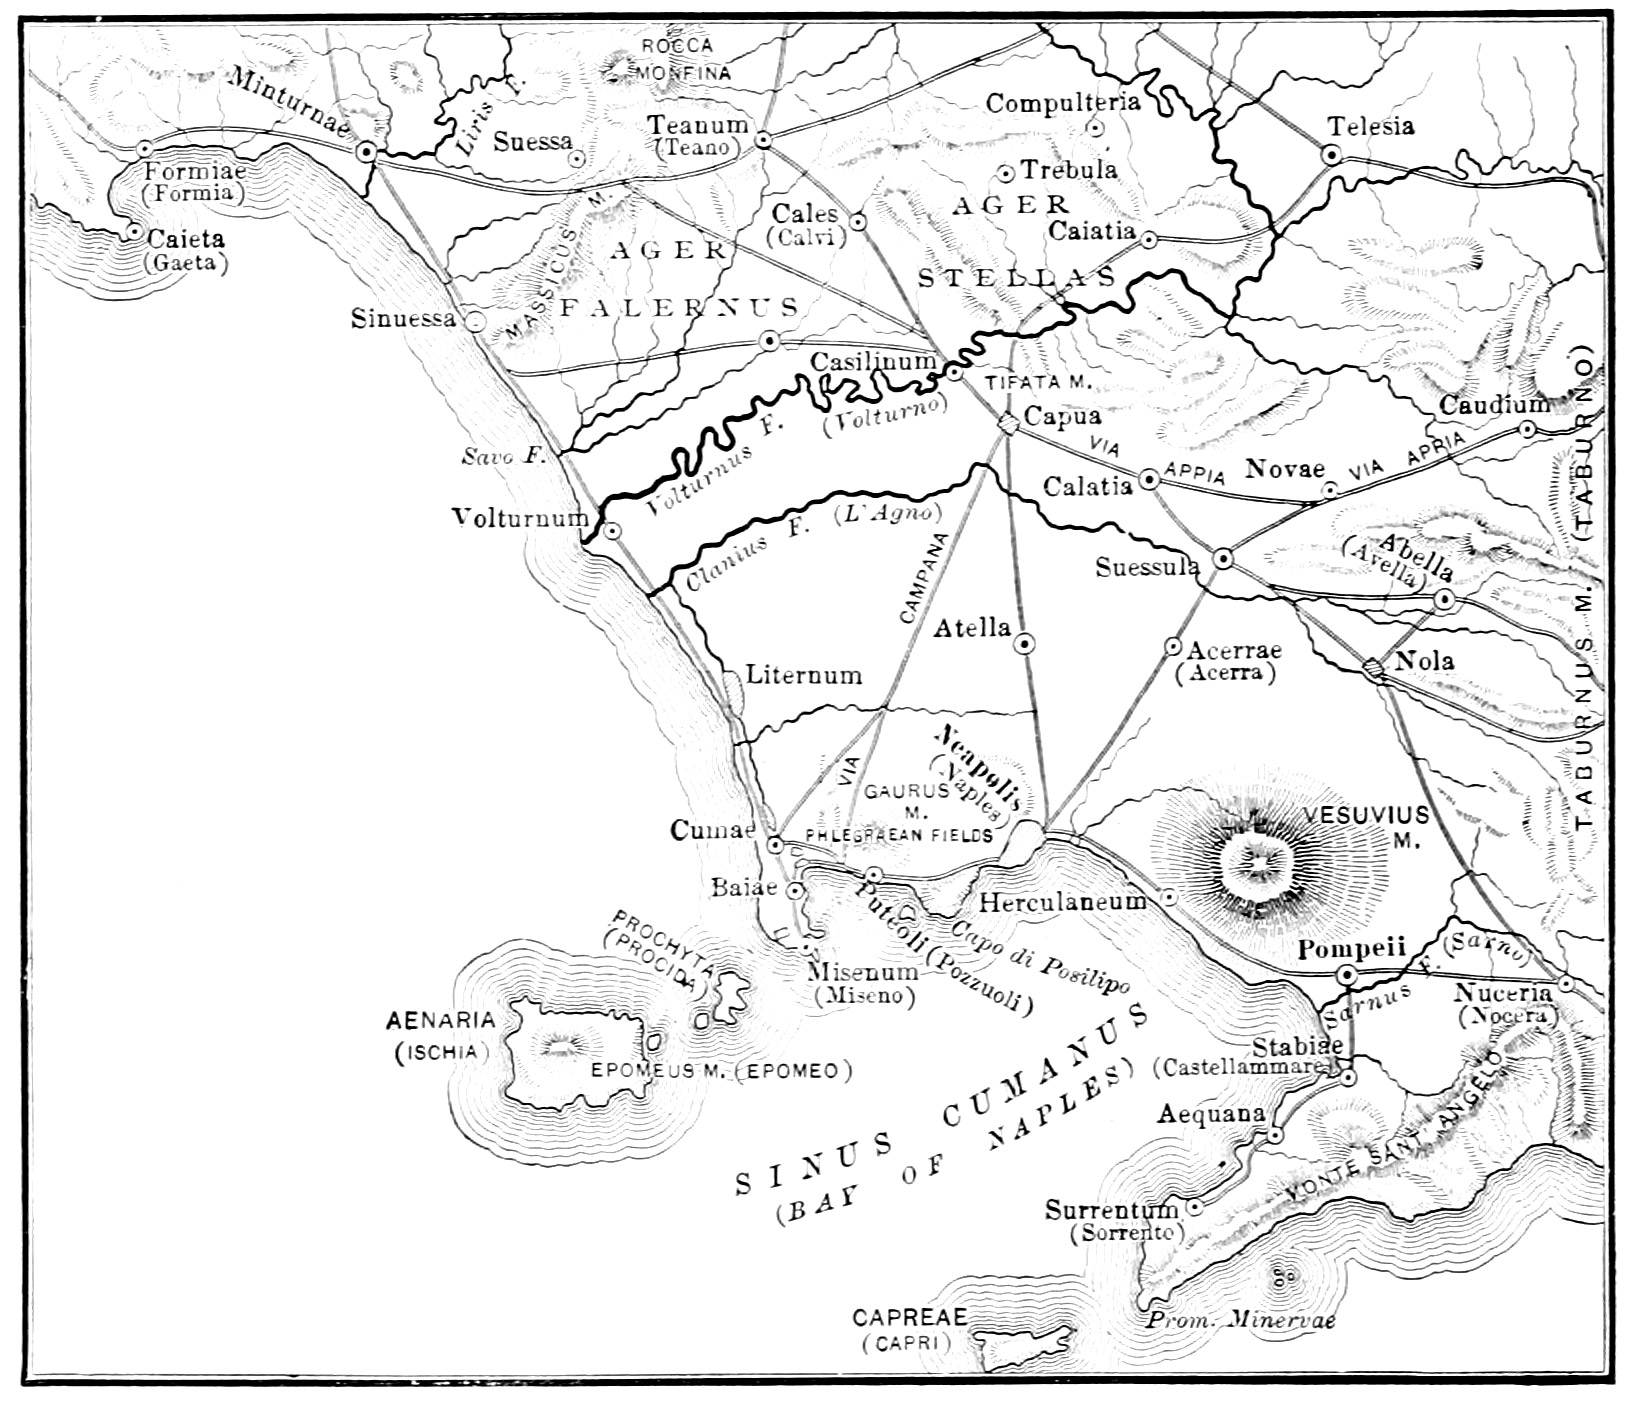 ROCCA
MONFINA
Minturnae
Liris F.
Suessa
Teanum
(Teano)
Compulteria
Telesia
Formiae
(Formia)
Trebula
Caieta
(Gaeta)
Cales
(Calvi)
AGER
STELLAS
Caiatia
AGER
FALERNUS
MASSICUS M.
Sinuessa
Casilinum
TIFATA M.
Capua
Caudium
Savo F.
Volturnus F.
(Volturno)
VIA APPIA
Novae
VIA APPIA
Calatia
Volturnum
Clanius F. (L'Agno)
Suessula
Abella
(Avella)
TABURNUS M. (TABURNO)
VIA CAMPANA
Atella
Acerrae
(Acerra)
Nola
Liternum
Neapolis
(Naples)
GAURUS
M.
PHLEGRAEAN FIELDS
Cumae
VESUVIUS
M.
Baiae
Puteoli (Pozzuoli)
Capo di Posilipo
Herculaneum
PROCHYTA
(PROCIDA)
Misenum
(Miseno)
Pompeii
Sarnus F. (Sarno)
Nuceria
(Nocera)
AENARIA
(ISCHIA)
EPOMEUS M. (EPOMEO)
Stabiae
(Castellammare)
SINUS CUMANUS
(BAY OF NAPLES)
Aequana
MONTE SANT' ANGELO
Surrentum
(Sorrento)
CAPREAE
(CAPRI)
Prom. Minervae